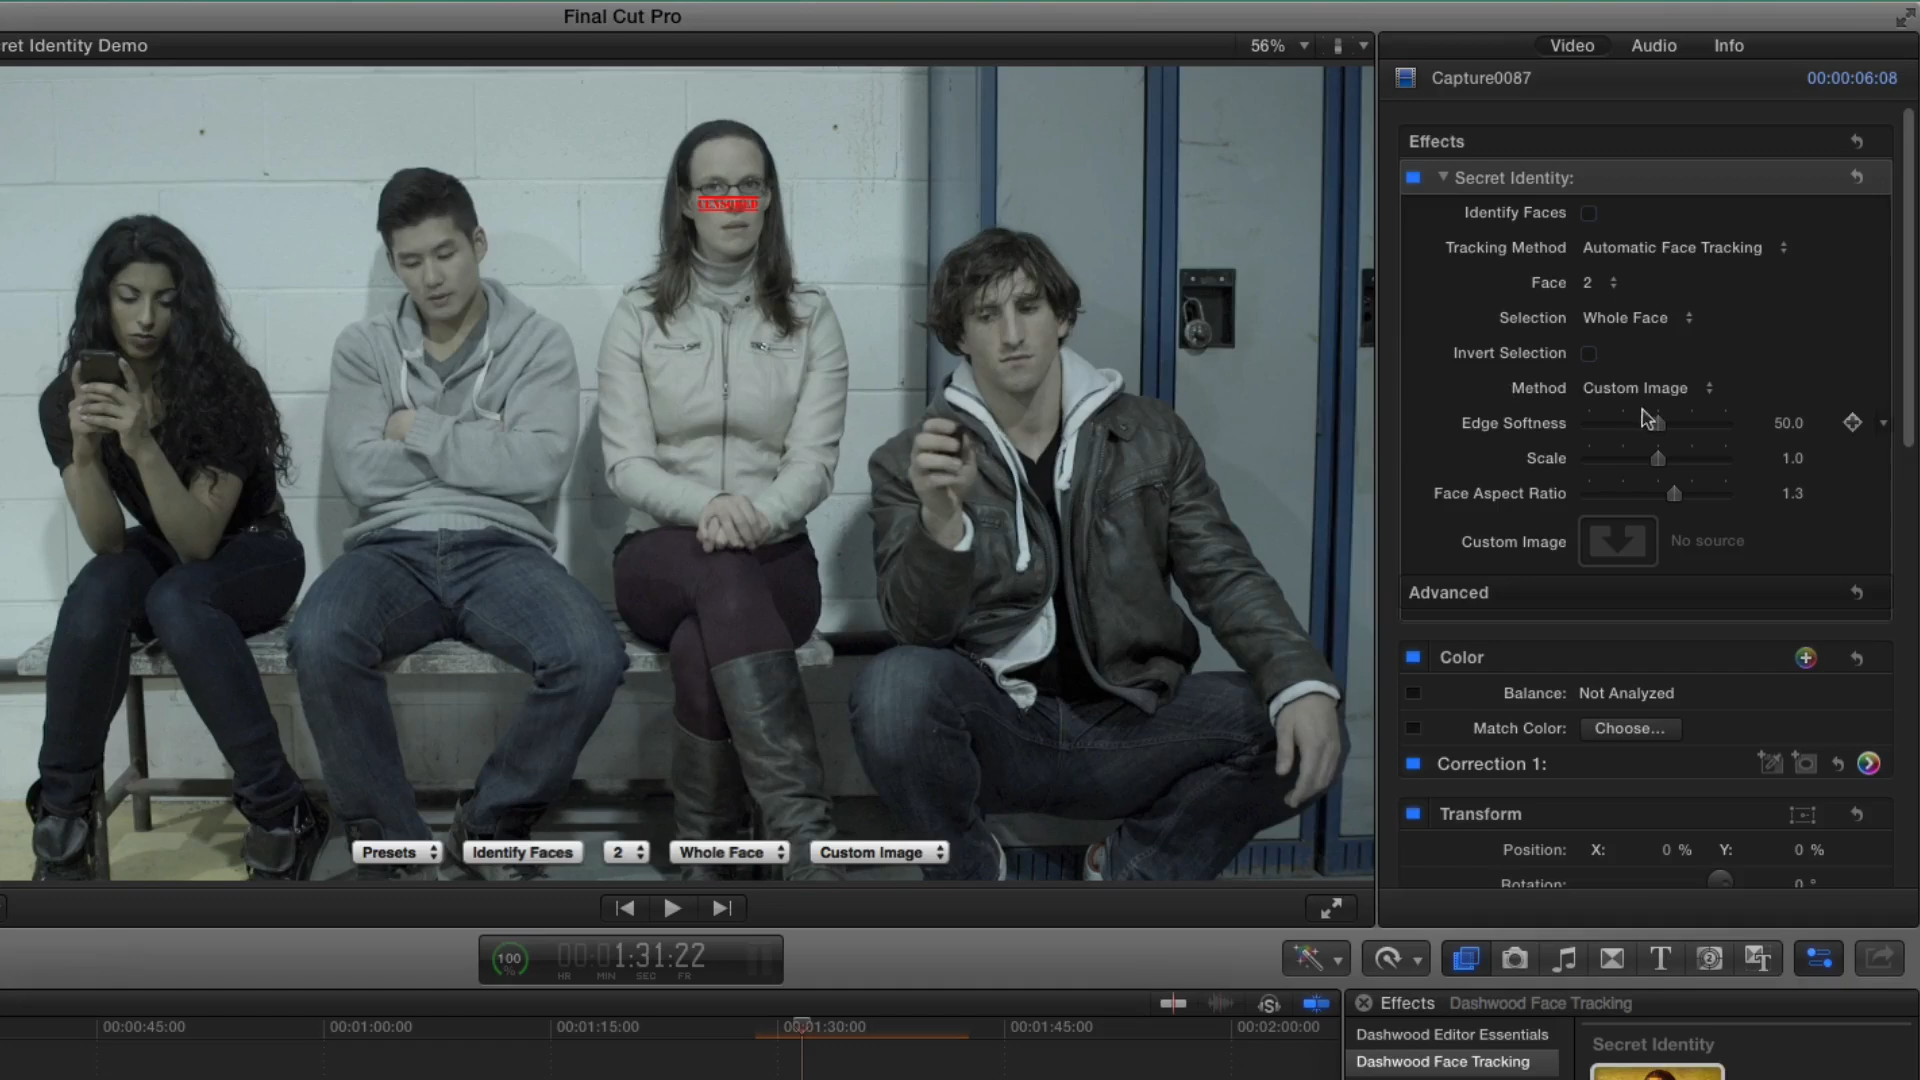 Final Cut Pro
ret Identity Demo
56%
Video Audio Info
Capture0087 00:00:06:08
Effects
Secret Identity:
Identify Faces
Tracking Method Automatic Face Tracking
Face 2
Selection Whole Face
Invert Selection
Method Custom Image
Edge Softness 50.0
Scale 1.0
Face Aspect Ratio 1.3
Custom Image No source
Advanced
Color
Balance: Not Analyzed
Match Color: Choose...
Correction 1:
Transform
Position: X: 0 % Y: 0 %
Rotation: 0 °
CENSORED
Presets Identify Faces 2 Whole Face Custom Image
100 % 00:01:31:22
HR MIN SEC FR
00:00:45:00 00:01:00:00 00:01:15:00 00:01:30:00 00:01:45:00 00:02:00:00
Effects Dashwood Face Tracking
Dashwood Editor Essentials
Dashwood Face Tracking
Secret Identity